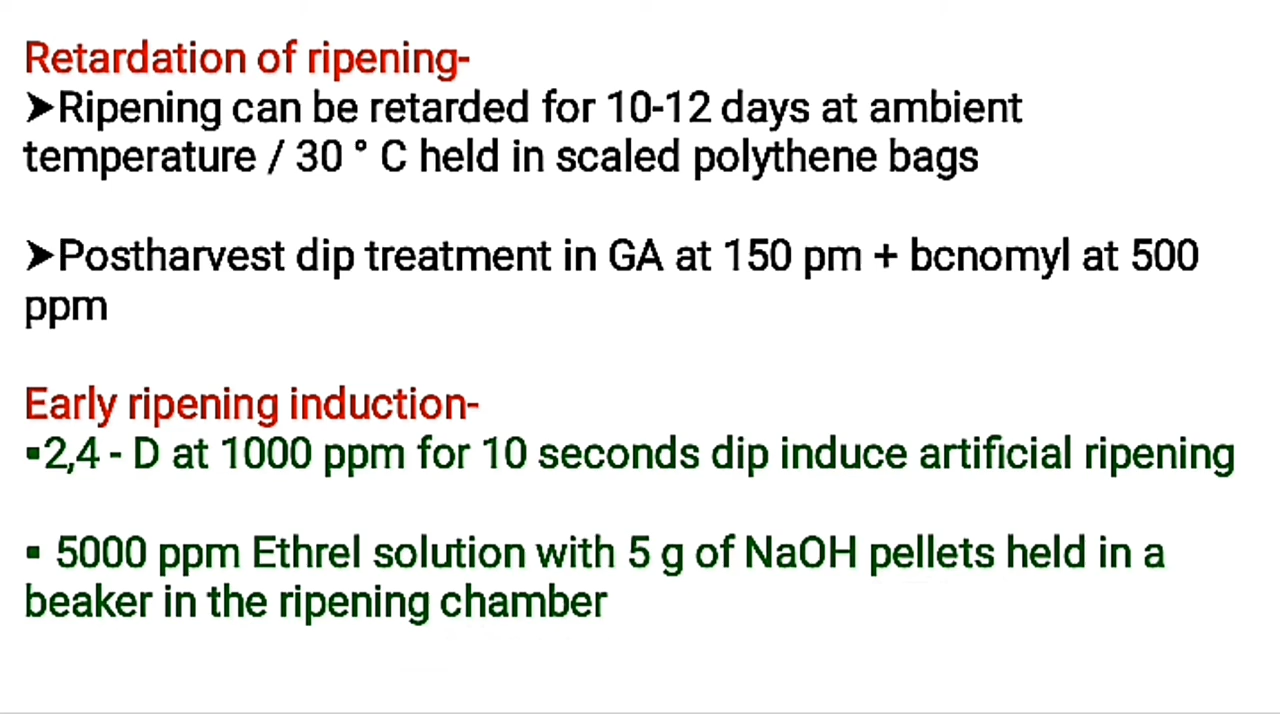 Retardation of ripening-
➤Ripening can be retarded for 10-12 days at ambient
temperature / 30 ° C held in scaled polythene bags
➤Postharvest dip treatment in GA at 150 pm + bcnomyl at 500
ppm
Early ripening induction-
▪2,4 - D at 1000 ppm for 10 seconds dip induce artificial ripening
▪ 5000 ppm Ethrel solution with 5 g of NaOH pellets held in a
beaker in the ripening chamber